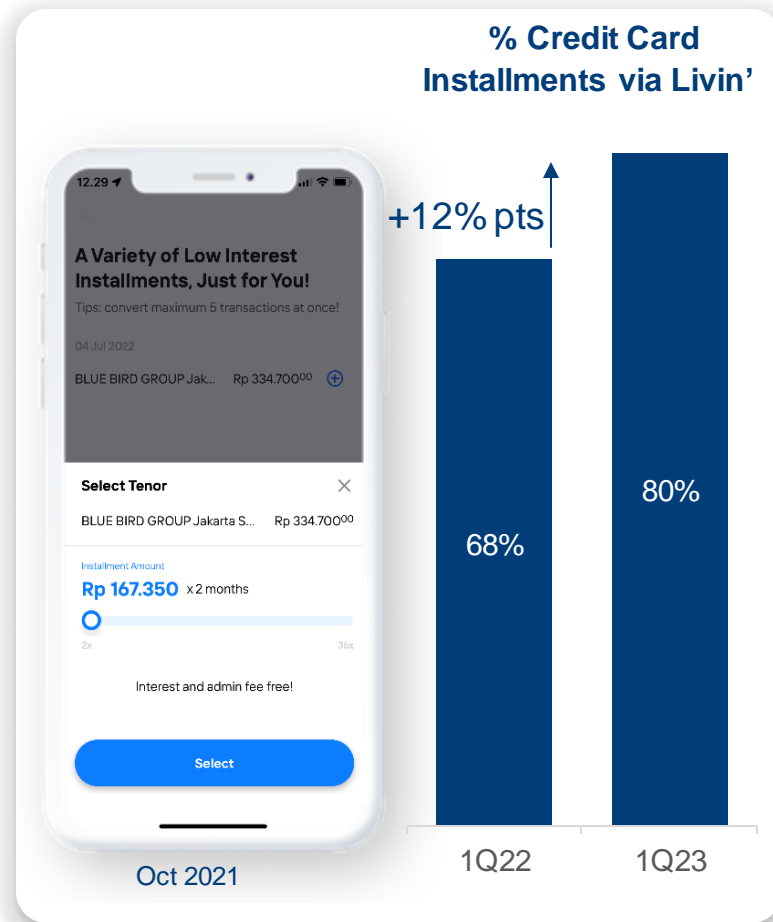 % Credit Card
Installments via Livin’
12.29
A Variety of Low Interest
Installments, Just for You!
Tips: convert maximum 5 transactions at once!
04 Jul 2022
BLUE BIRD GROUP Jak... Rp 334.700⁰⁰
Select Tenor
BLUE BIRD GROUP Jakarta S... Rp 334.700⁰⁰
Installment Amount
Rp 167.350 x 2 months
2x 36x
Interest and admin fee free!
Select
Oct 2021
+12% pts
68%
80%
1Q22 1Q23